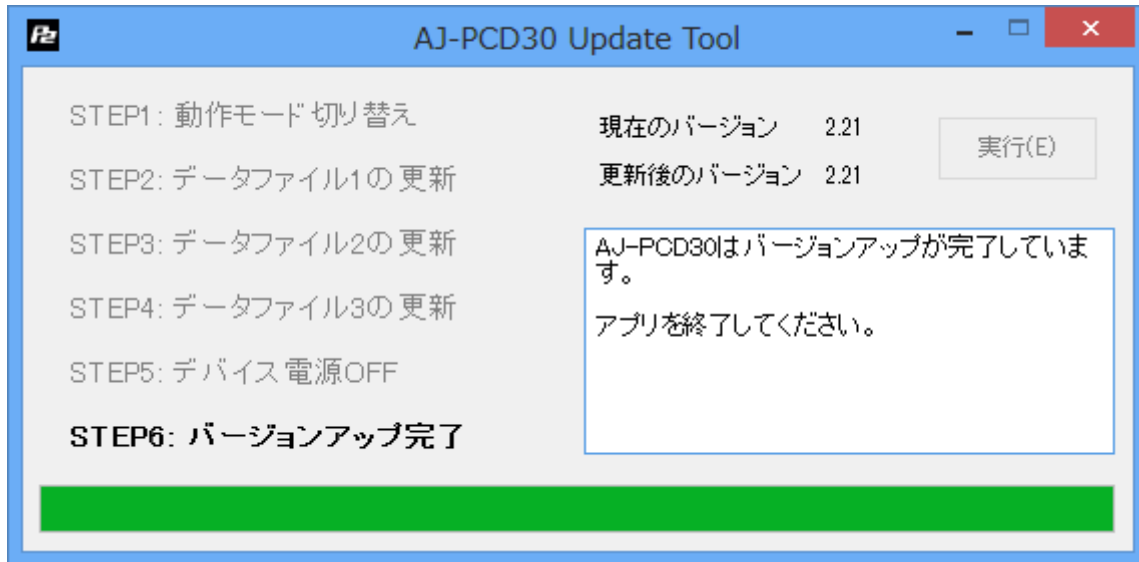 P2
AJ-PCD30 Update Tool
STEP1: 動作モード切り替え
STEP2: データファイル1の更新
STEP3: データファイル2の更新
STEP4: データファイル3の更新
STEP5: デバイス電源OFF
STEP6: バージョンアップ完了
現在のバージョン 2.21
更新後のバージョン 2.21
実行(E)
AJ-PCD30はバージョンアップが完了していま
す。
アプリを終了してください。